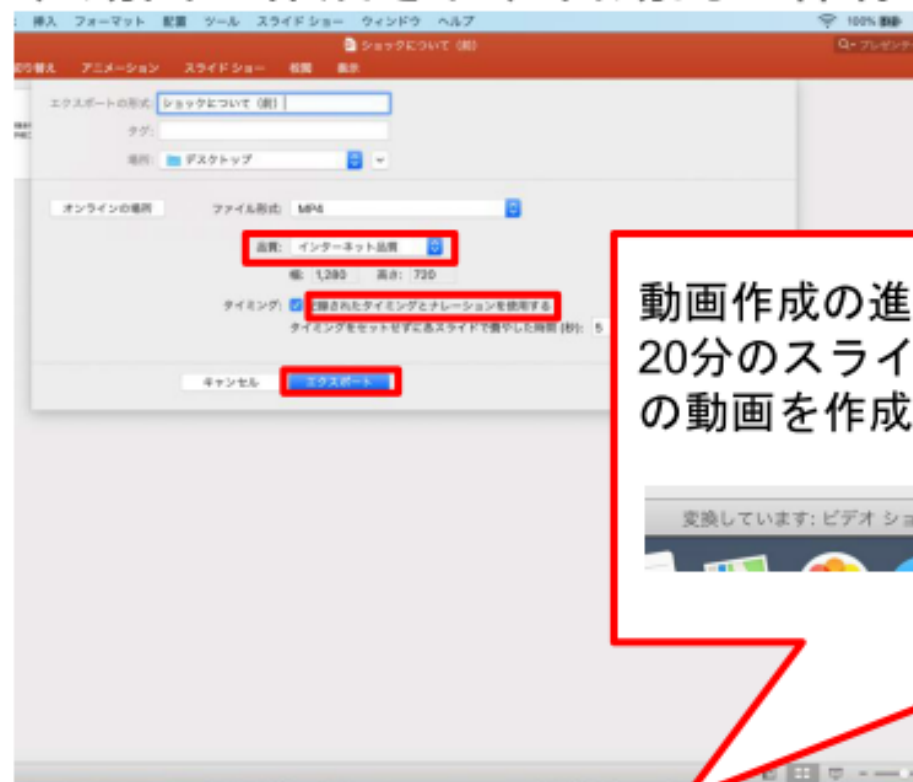 挿入 フォーマット 配置 ツール スライドショー ウィンドウ ヘルプ 100%
ショックについて (前)
切り替え アニメーション スライドショー 校閲 表示
エクスポートの形式: ショックについて (前)
タグ:
場所: デスクトップ
オンラインの場所 ファイル形式: MP4
品質: インターネット品質
幅: 1,280 高さ: 720
タイミング: 記録されたタイミングとナレーションを使用する
タイミングをセットせずに各スライドで費やした時間 (秒): 5
キャンセル エクスポート
動画作成の進
20分のスライ
の動画を作成
変換しています: ビデオ ショ